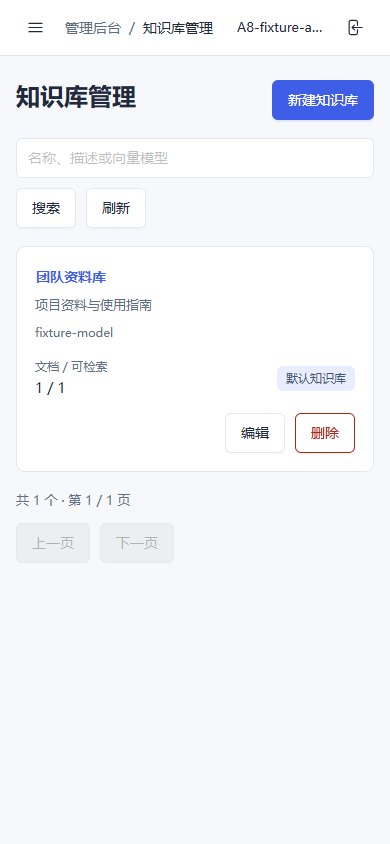 管理后台 / 知识库管理 A8-fixture-a...
知识库管理
新建知识库
名称、描述或向量模型
搜索 刷新
团队资料库
项目资料与使用指南
fixture-model
文档 / 可检索
1 / 1
默认知识库
编辑 删除
共 1 个 · 第 1 / 1 页
上一页 下一页